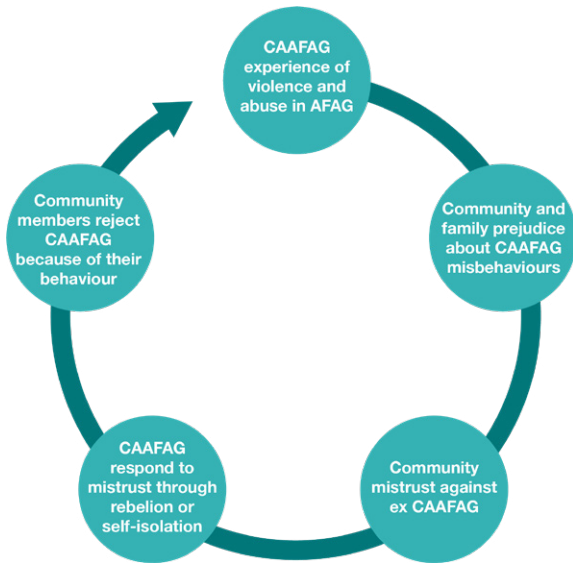 CAAFAG
experience of
violence and
abuse in AFAG
Community and
family prejudice
about CAAFAG
misbehaviours
Community
mistrust against
ex CAAFAG
CAAFAG
respond to
mistrust through
rebelion or
self-isolation
Community
members reject
CAAFAG
because of their
behaviour